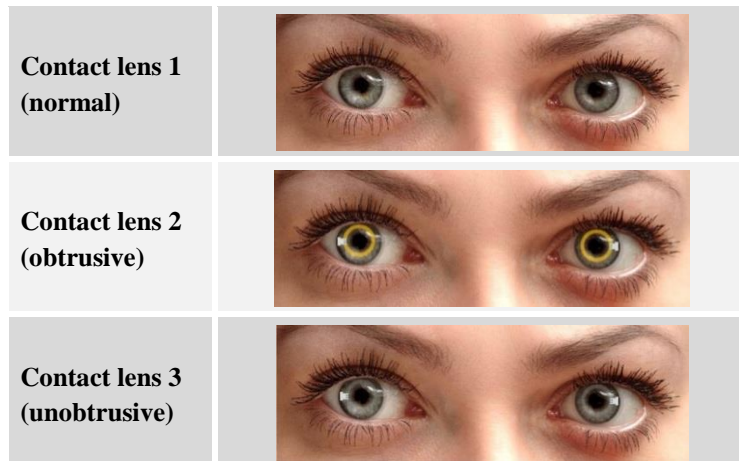 Contact lens 1
(normal)
Contact lens 2
(obtrusive)
Contact lens 3
(unobtrusive)